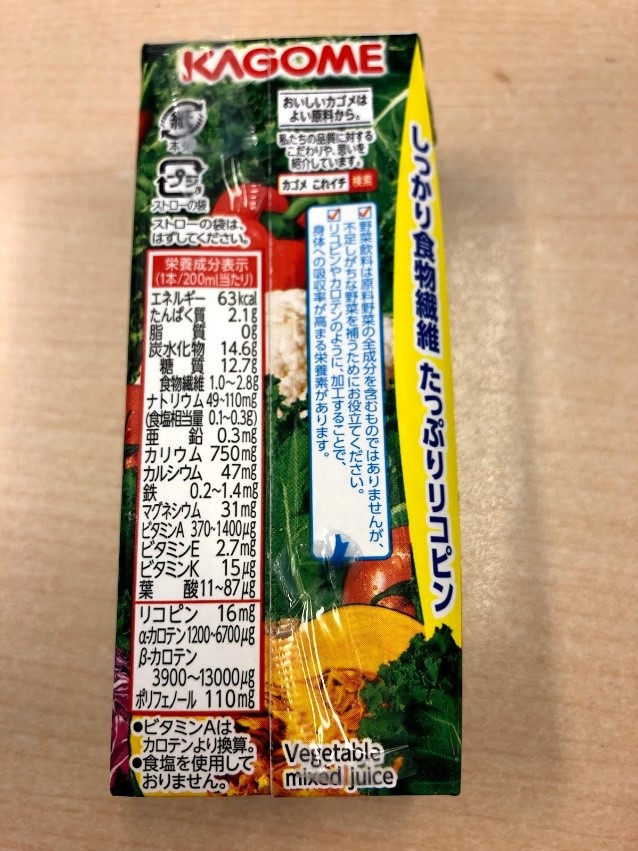 KAGOME
おいしいカゴメは
よい原料から。
私たちの品質に対する
こだわりや、思いを
紹介しています。
カゴメ これイチ 検索
紙
本体
プラ
ストローの袋
ストローの袋は、
はずしてください。
栄養成分表示
(1本/200ml当たり)
エネルギー 63kcal
たんぱく質 2.1g
脂質 0g
炭水化物 14.6g
糖質 12.7g
食物繊維 1.0~2.8g
ナトリウム 49~110mg
(食塩相当量 0.1~0.3g)
亜鉛 0.3mg
カリウム 750mg
カルシウム 47mg
鉄 0.2~1.4mg
マグネシウム 31mg
ビタミンA 370~1400μg
ビタミンE 2.7mg
ビタミンK 15μg
葉酸 11~87μg
リコピン 16mg
α-カロテン 1200~6700μg
β-カロテン
3900~13000μg
ポリフェノール 110mg
●ビタミンAは
カロテンより換算。
●食塩を使用して
おりません。
野菜飲料は原料野菜の全成分を含むものではありませんが、
不足しがちな野菜を補うためにお役立てください。
リコピンやカロテンのように、加工することで、
身体への吸収率が高まる栄養素があります。
しっかり食物繊維 たっぷりリコピン
Vegetable
mixed juice